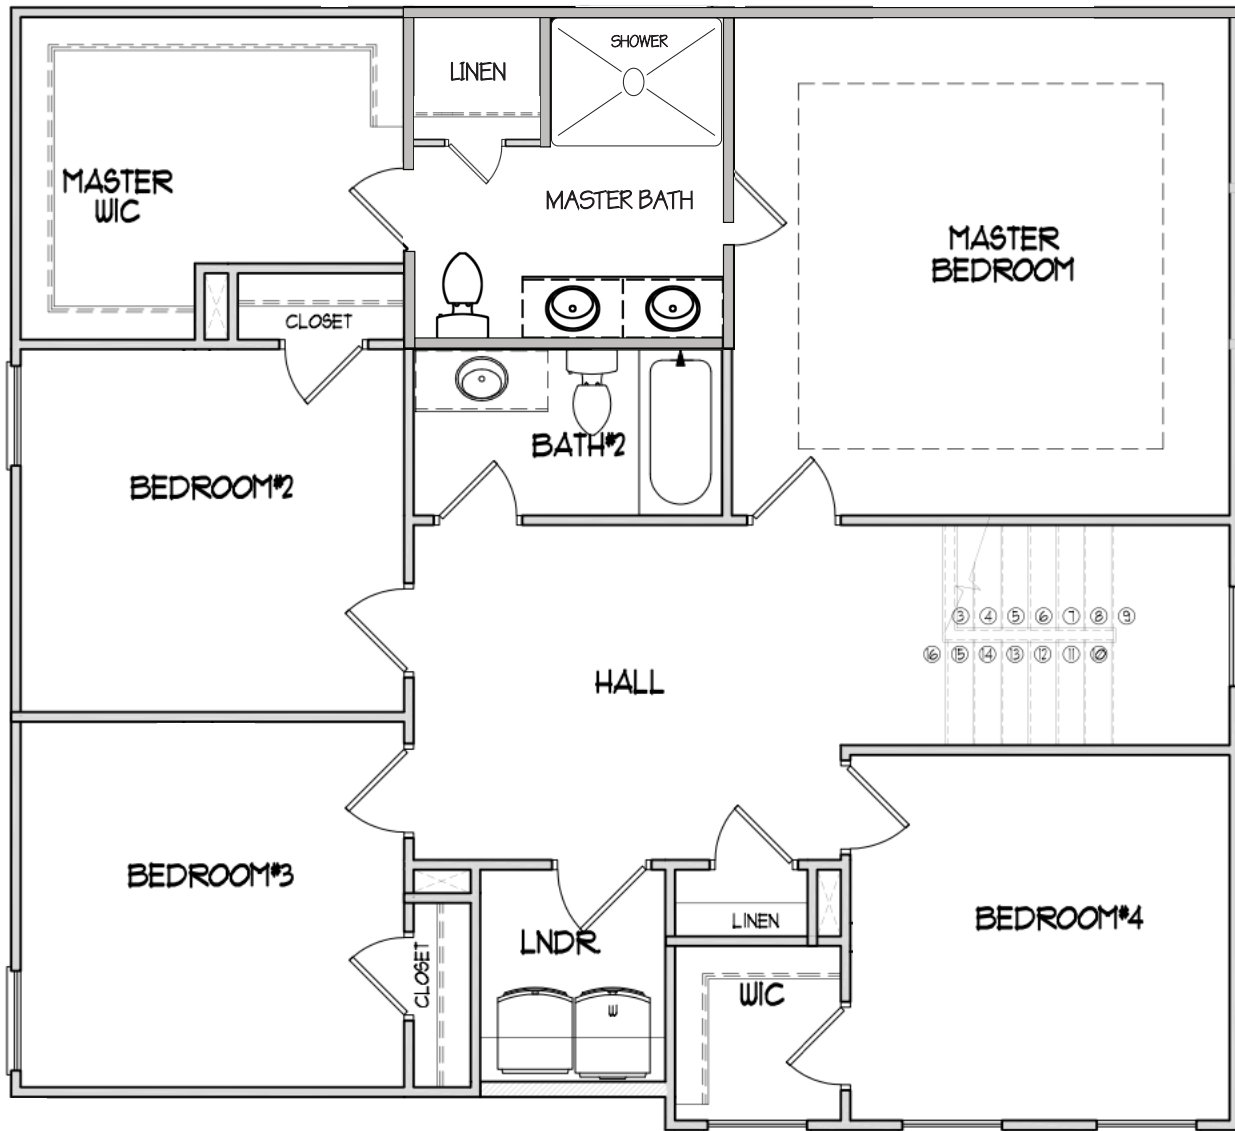 SHOWER
LINEN
MASTER
WIC
MASTER BATH
MASTER
BEDROOM
CLOSET
BATH#2
BEDROOM#2
3 4 5 6 7 8 9
16 15 14 13 12 11 10
HALL
BEDROOM#3
BEDROOM#4
LINEN
LNDR
CLOSET
WIC
W